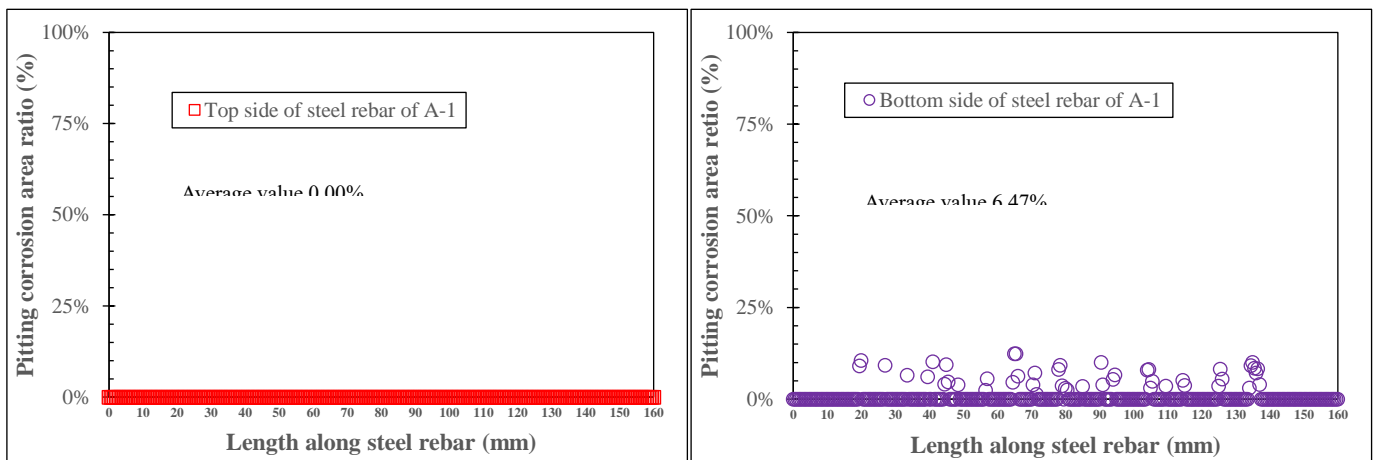 100%
75%
50%
25%
0%
Pitting corrosion area ratio (%)
Top side of steel rebar of A-1
Average value 0.00%
0 10 20 30 40 50 60 70 80 90 100 110 120 130 140 150 160
Length along steel rebar (mm)
100%
75%
50%
25%
0%
Pitting corrosion area retio (%)
Bottom side of steel rebar of A-1
Average value 6.47%
0 10 20 30 40 50 60 70 80 90 100 110 120 130 140 150 160
Length along steel rebar (mm)